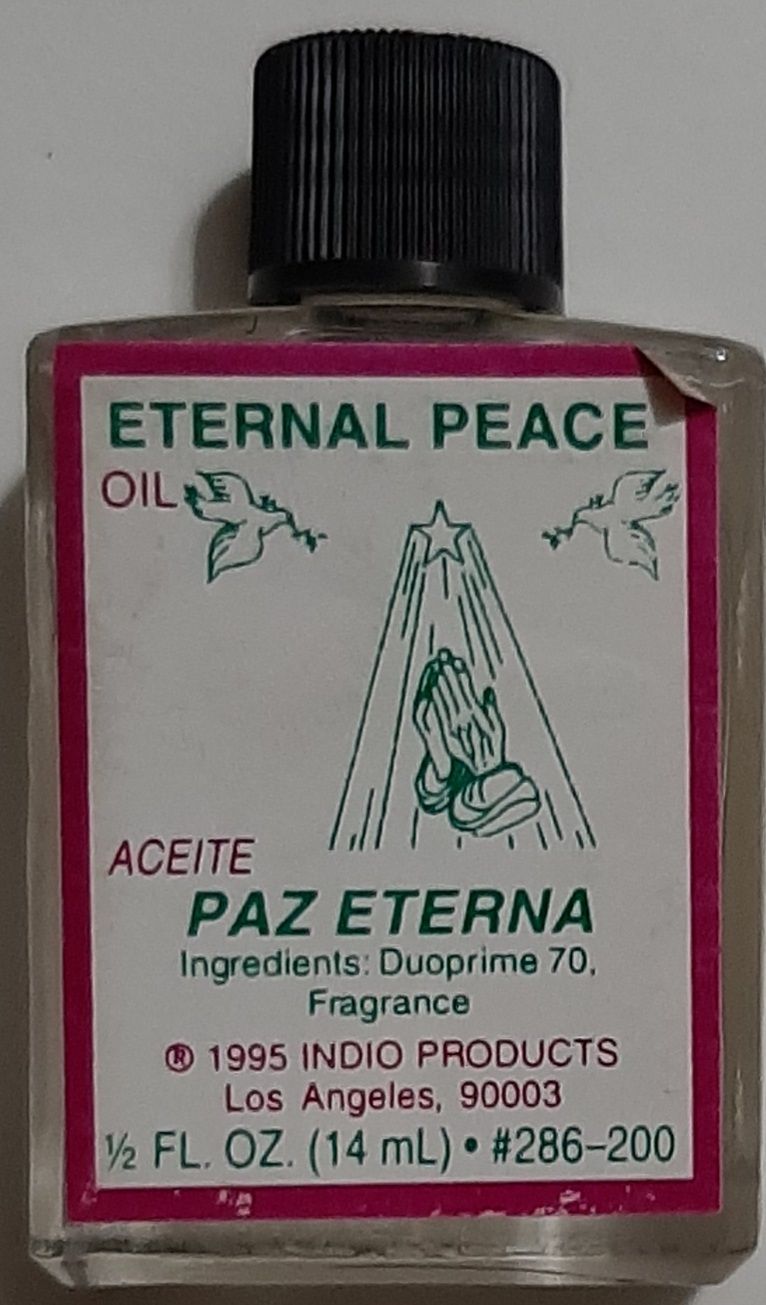 ETERNAL PEACE
OIL
ACEITE
PAZ ETERNA
Ingredients: Duoprime 70,
Fragrance
® 1995 INDIO PRODUCTS
Los Angeles, 90003
½ FL. OZ. (14 mL) • #286-200